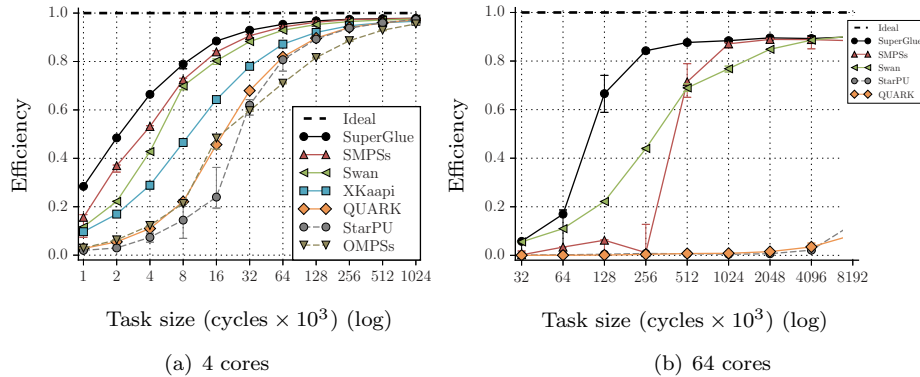 1.0
0.8
0.6
0.4
0.2
0.0
Efficiency
Ideal
SuperGlue
SMPSs
Swan
XKaapi
QUARK
StarPU
OMPSs
1 2 4 8 16 32 64 128 256 512 1024
Task size (cycles × 10³) (log)
(a) 4 cores
1.0
0.8
0.6
0.4
0.2
0.0
Efficiency
Ideal
SuperGlue
SMPSs
Swan
StarPU
QUARK
32 64 128 256 512 1024 2048 4096 8192
Task size (cycles × 10³) (log)
(b) 64 cores